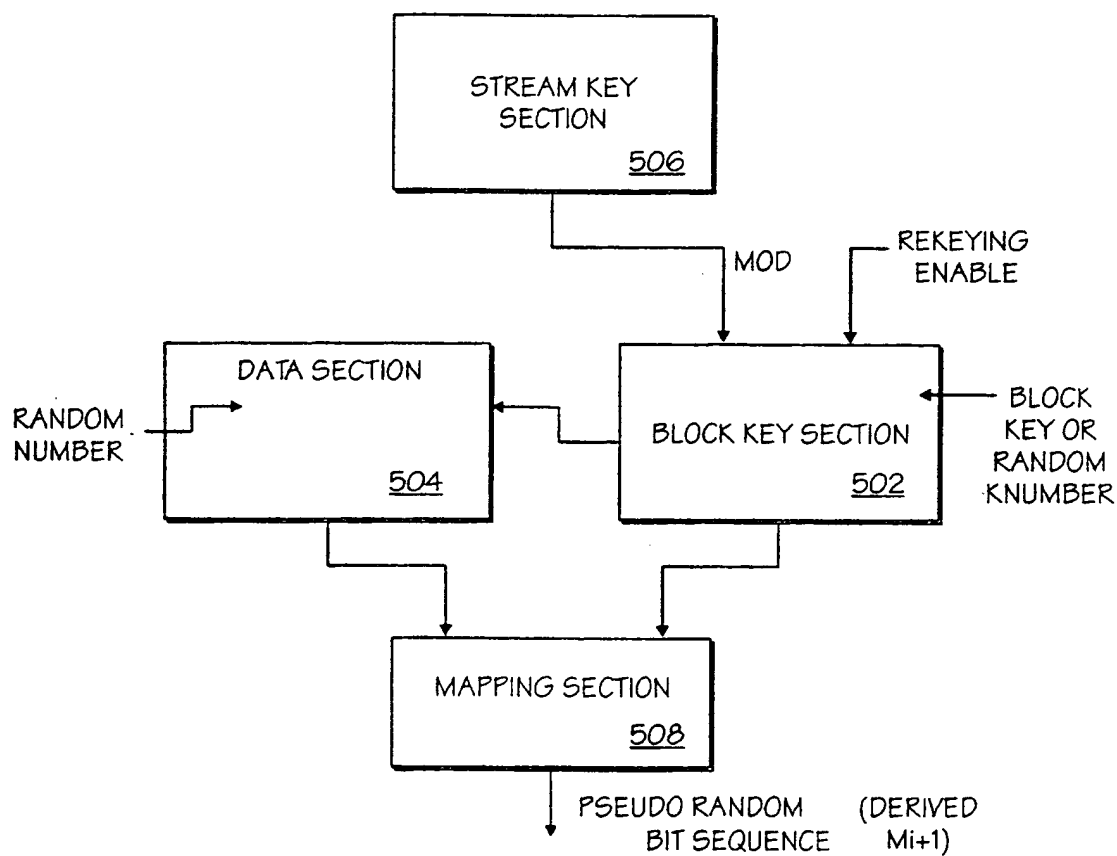 STREAM KEY
SECTION
506
MOD
REKEYING
ENABLE
DATA SECTION
504
RANDOM
NUMBER
BLOCK KEY SECTION
502
BLOCK
KEY OR
RANDOM
KNUMBER
MAPPING SECTION
508
PSEUDO RANDOM (DERIVED
BIT SEQUENCE Mi+1)